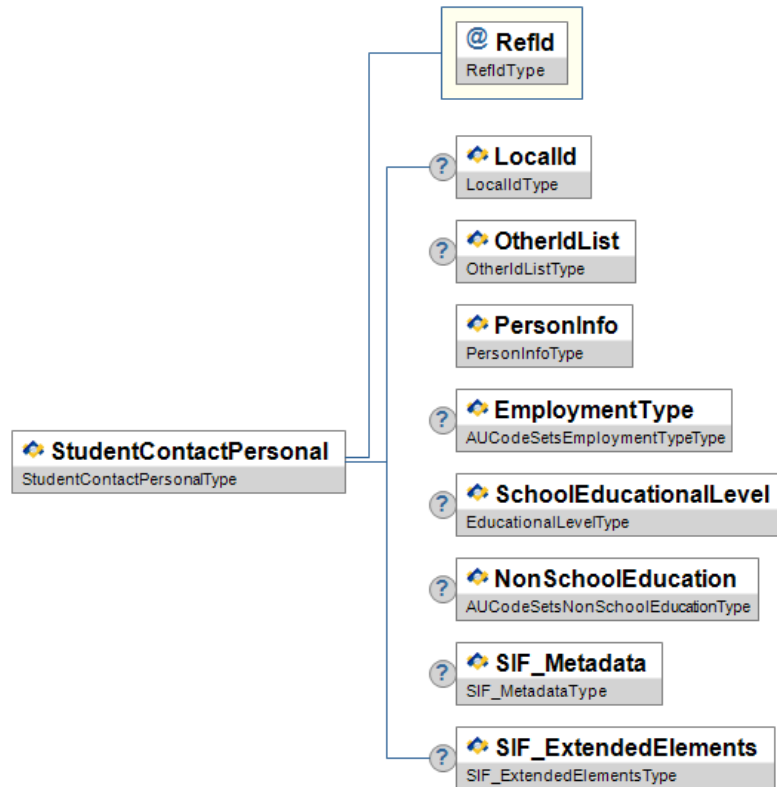 @ RefId
RefIdType
? LocalId
LocalIdType
? OtherIdList
OtherIdListType
PersonInfo
PersonInfoType
? EmploymentType
AUCodeSetsEmploymentTypeType
StudentContactPersonal
StudentContactPersonalType
? SchoolEducationalLevel
EducationalLevelType
? NonSchoolEducation
AUCodeSetsNonSchoolEducationType
? SIF_Metadata
SIF_MetadataType
? SIF_ExtendedElements
SIF_ExtendedElementsType